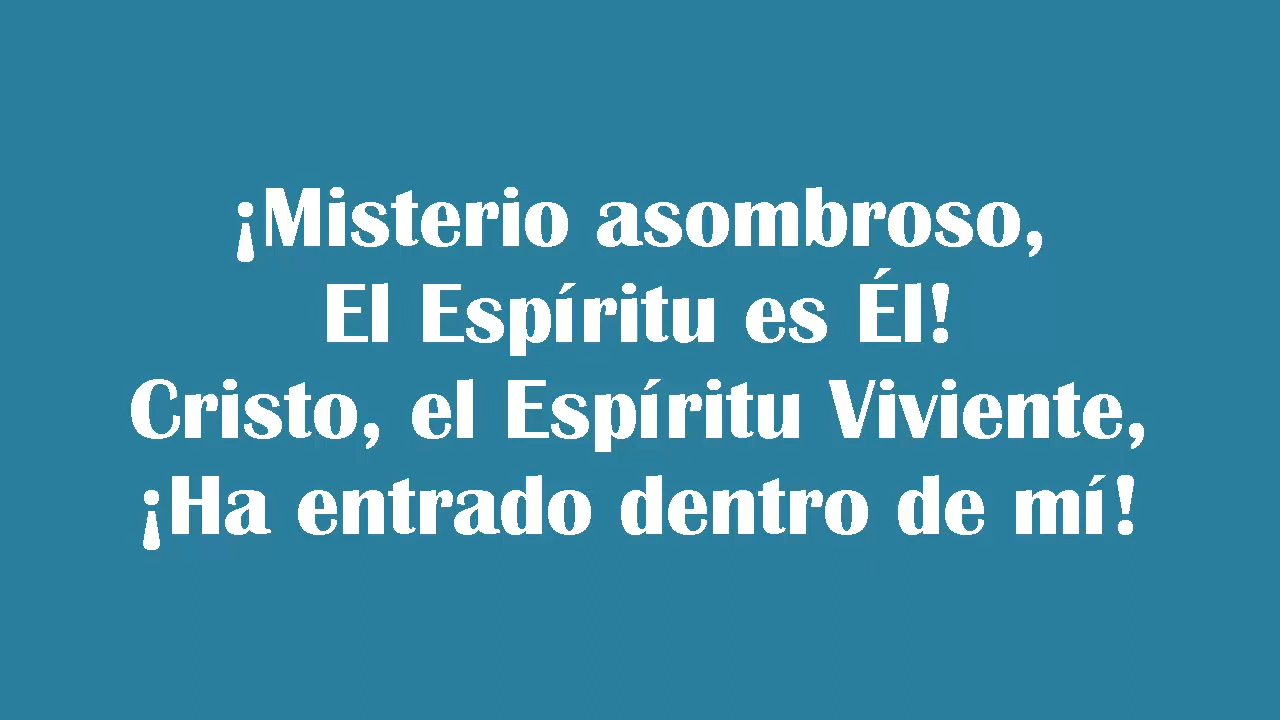 ¡Misterio asombroso,
El Espíritu es Él!
Cristo, el Espíritu Viviente,
¡Ha entrado dentro de mí!